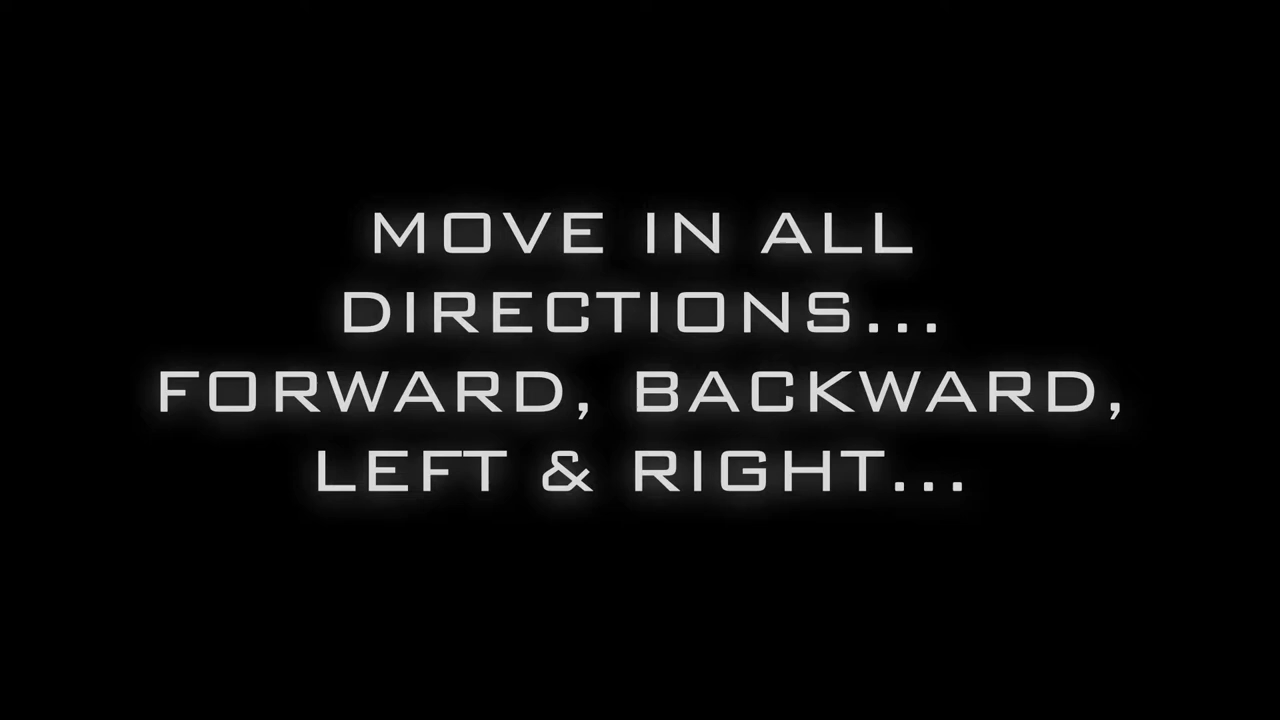 MOVE IN ALL
DIRECTIONS...
FORWARD, BACKWARD,
LEFT & RIGHT...